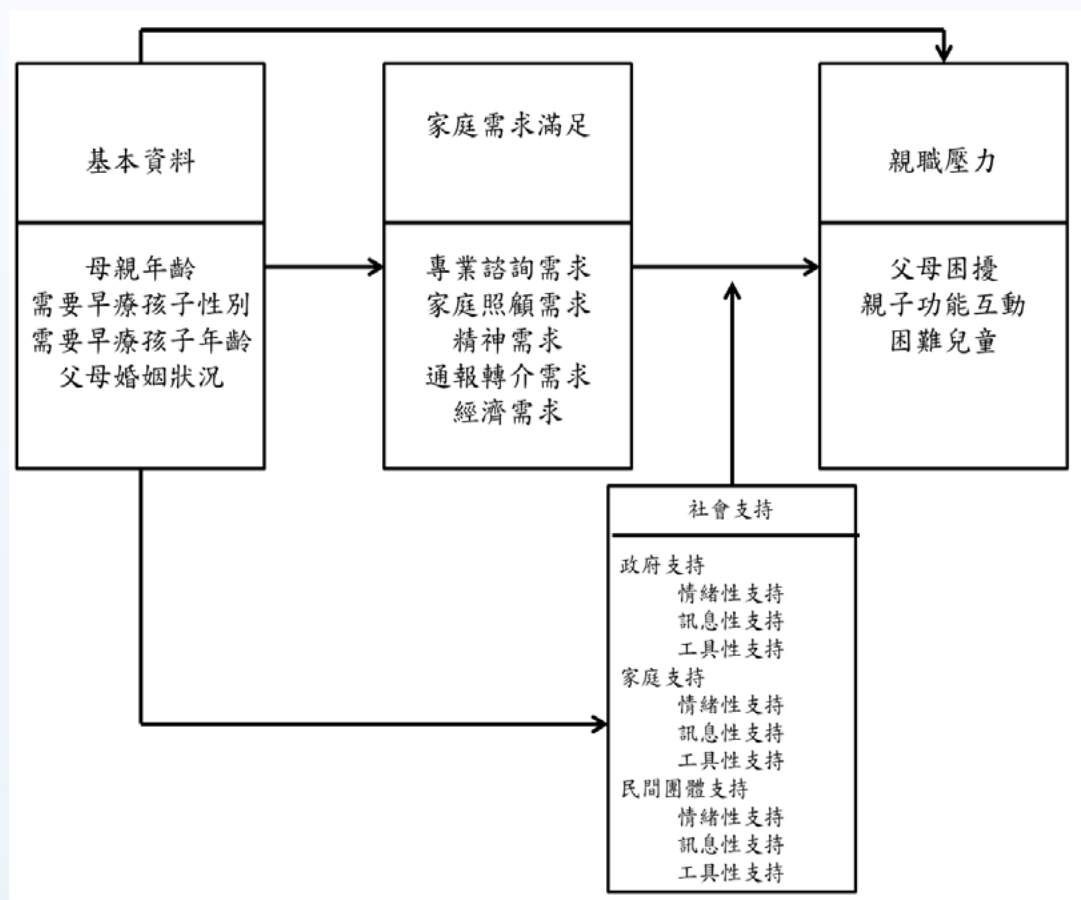 基本資料
母親年齡
需要早療孩子性別
需要早療孩子年齡
父母婚姻狀況
家庭需求滿足
專業諮詢需求
家庭照顧需求
精神需求
通報轉介需求
經濟需求
親職壓力
父母困擾
親子功能互動
困難兒童
社會支持
政府支持
情緒性支持
訊息性支持
工具性支持
家庭支持
情緒性支持
訊息性支持
工具性支持
民間團體支持
情緒性支持
訊息性支持
工具性支持